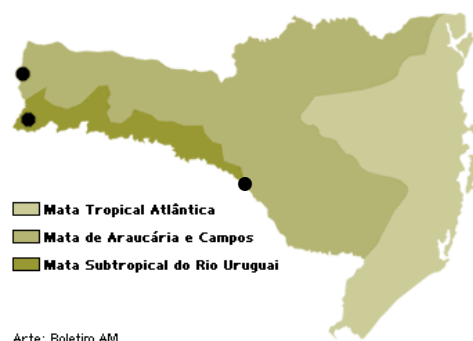 Mata Tropical Atlântica
Mata de Araucária e Campos
Mata Subtropical do Rio Uruguai
Arte: Boletim AM